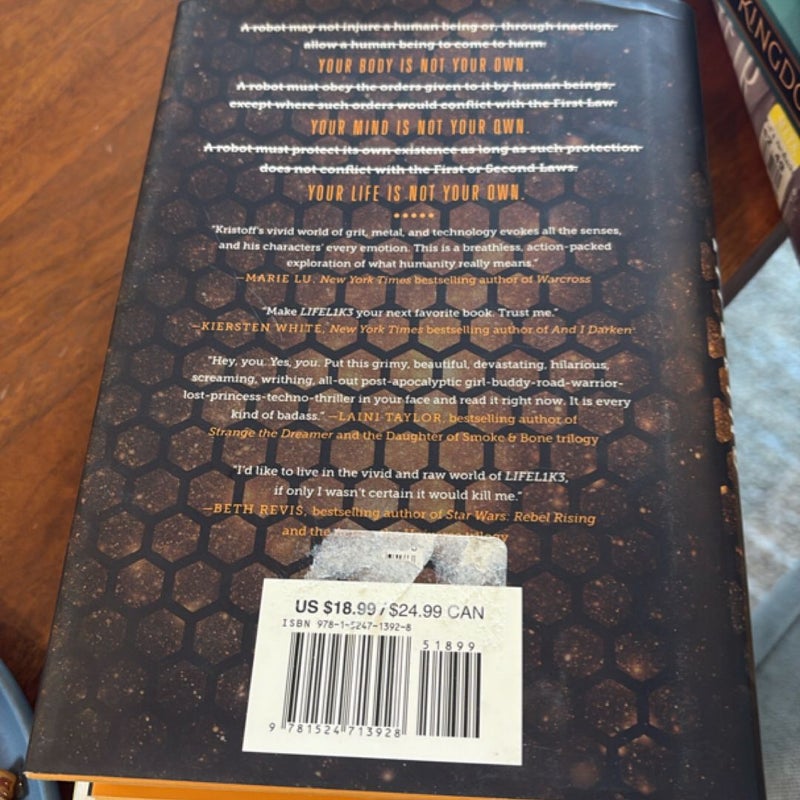 A robot may not injure a human being or, through inaction,
allow a human being to come to harm.
YOUR BODY IS NOT YOUR OWN.
A robot must obey the orders given to it by human beings,
except where such orders would conflict with the First Law.
YOUR MIND IS NOT YOUR OWN.
A robot must protect its own existence as long as such protection
does not conflict with the First or Second Laws.
YOUR LIFE IS NOT YOUR OWN.
"Kristoff's vivid world of grit, metal, and technology evokes all the senses,
and his characters' every emotion. This is a breathless, action-packed
exploration of what humanity really means."
—MARIE LU, New York Times bestselling author of Warcross
"Make LIFEL1K3 your next favorite book. Trust me."
—KIERSTEN WHITE, New York Times bestselling author of And I Darken
"Hey, you. Yes, you. Put this grimy, beautiful, devastating, hilarious,
screaming, writhing, all-out post-apocalyptic girl-buddy-road-warrior-
lost-princess-techno-thriller in your face and read it right now. It is every
kind of badass." —LAINI TAYLOR, bestselling author of
Strange the Dreamer and the Daughter of Smoke & Bone trilogy
"I'd like to live in the vivid and raw world of LIFEL1K3,
if only I wasn't certain it would kill me."
—BETH REVIS, bestselling author of Star Wars: Rebel Rising
and the
US $18.99 / $24.99 CAN
ISBN 978-1-5247-1392-8
51899
9 781524 713928
KINGDO